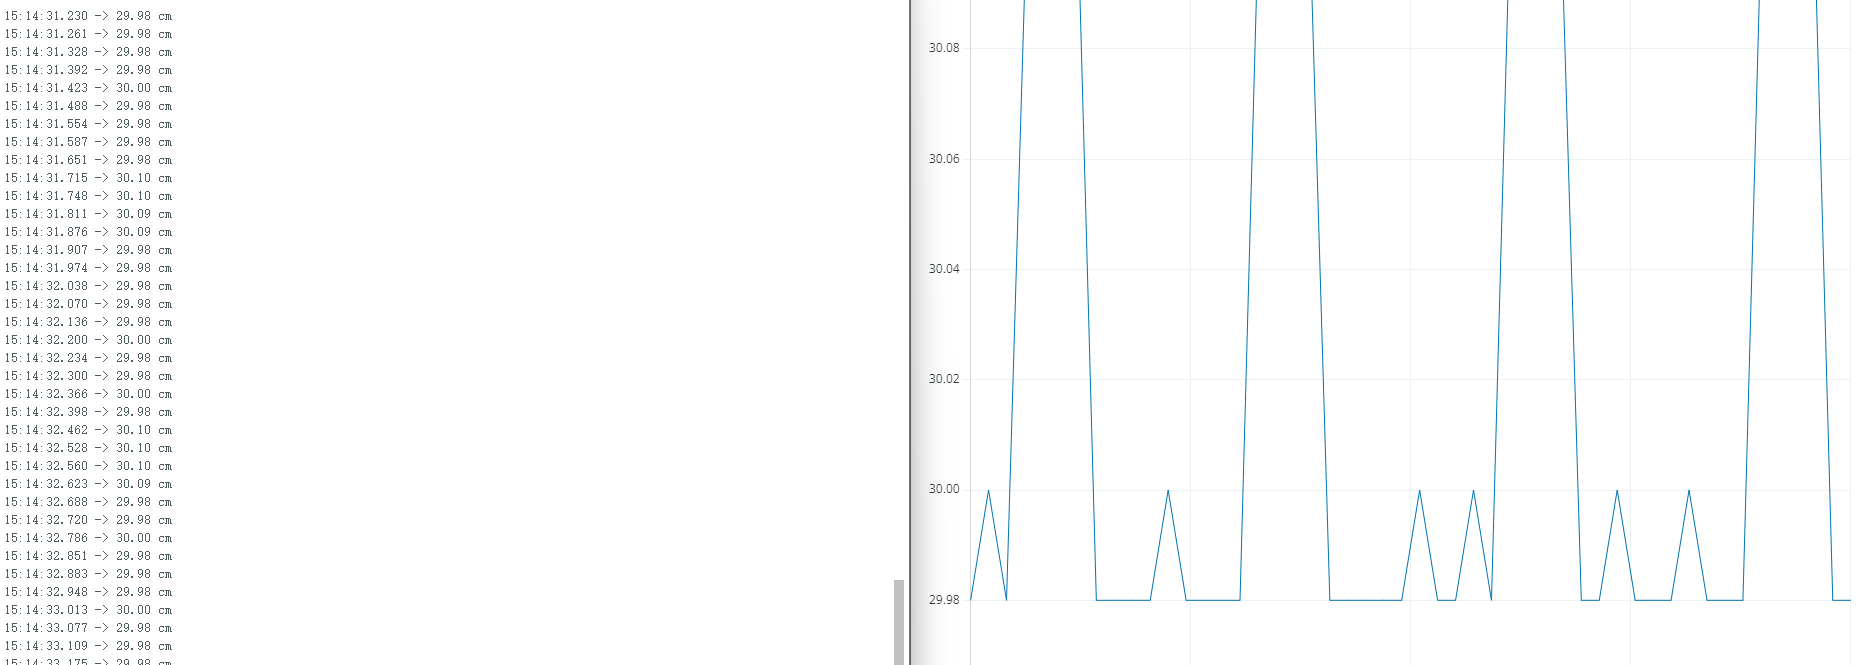 15:14:31.230 -> 29.98 cm
15:14:31.261 -> 29.98 cm
15:14:31.328 -> 29.98 cm
15:14:31.392 -> 29.98 cm
15:14:31.423 -> 30.00 cm
15:14:31.488 -> 29.98 cm
15:14:31.554 -> 29.98 cm
15:14:31.587 -> 29.98 cm
15:14:31.651 -> 29.98 cm
15:14:31.715 -> 30.10 cm
15:14:31.748 -> 30.10 cm
15:14:31.811 -> 30.09 cm
15:14:31.876 -> 30.09 cm
15:14:31.907 -> 29.98 cm
15:14:31.974 -> 29.98 cm
15:14:32.038 -> 29.98 cm
15:14:32.070 -> 29.98 cm
15:14:32.136 -> 29.98 cm
15:14:32.200 -> 30.00 cm
15:14:32.234 -> 29.98 cm
15:14:32.300 -> 29.98 cm
15:14:32.366 -> 30.00 cm
15:14:32.398 -> 29.98 cm
15:14:32.462 -> 30.10 cm
15:14:32.528 -> 30.10 cm
15:14:32.560 -> 30.10 cm
15:14:32.623 -> 30.09 cm
15:14:32.688 -> 29.98 cm
15:14:32.720 -> 29.98 cm
15:14:32.786 -> 30.00 cm
15:14:32.851 -> 29.98 cm
15:14:32.883 -> 29.98 cm
15:14:32.948 -> 29.98 cm
15:14:33.013 -> 30.00 cm
15:14:33.077 -> 29.98 cm
15:14:33.109 -> 29.98 cm
15:14:33.175 -> 29.98 cm
30.08
30.06
30.04
30.02
30.00
29.98